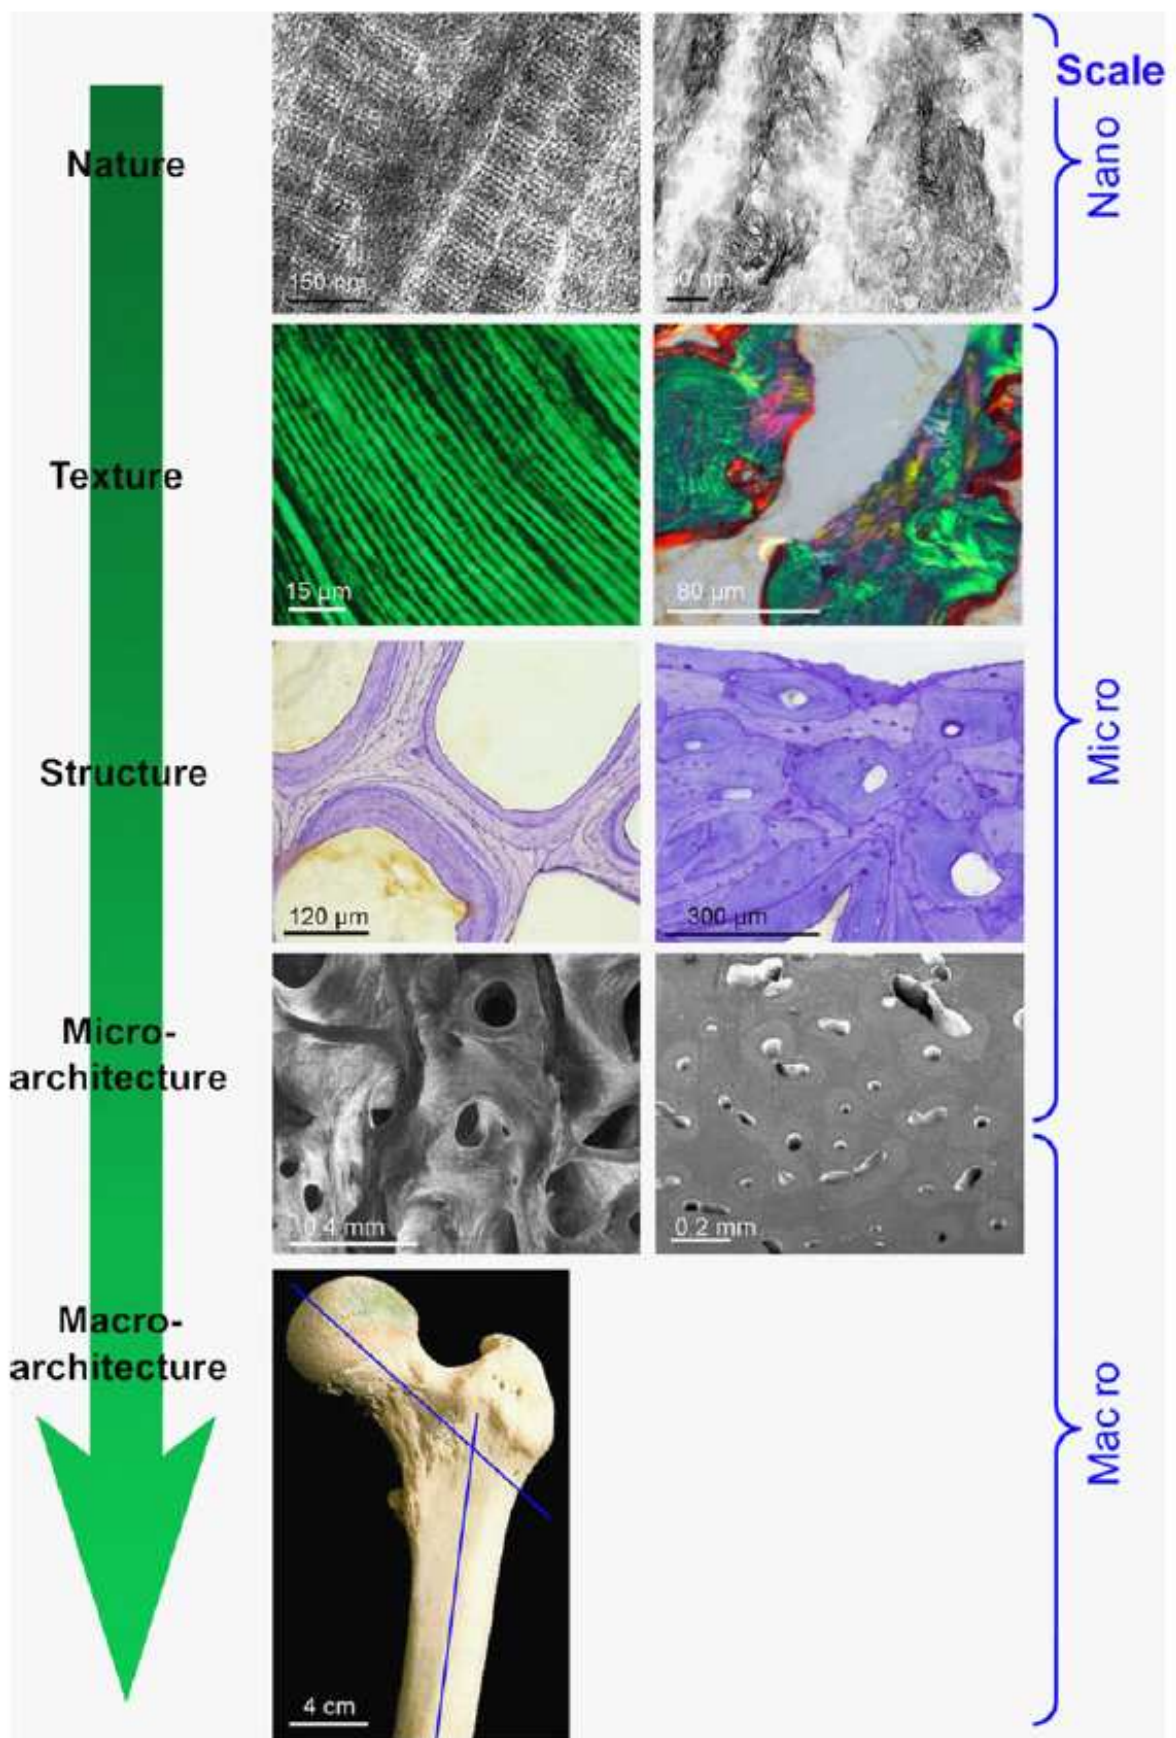 Scale
Nature
Nano
150 nm
nm
Texture
15 µm
80 µm
Micro
Structure
120 µm
300 µm
Micro-
architecture
0.4 mm
0.2 mm
Macro-
architecture
Macro
4 cm